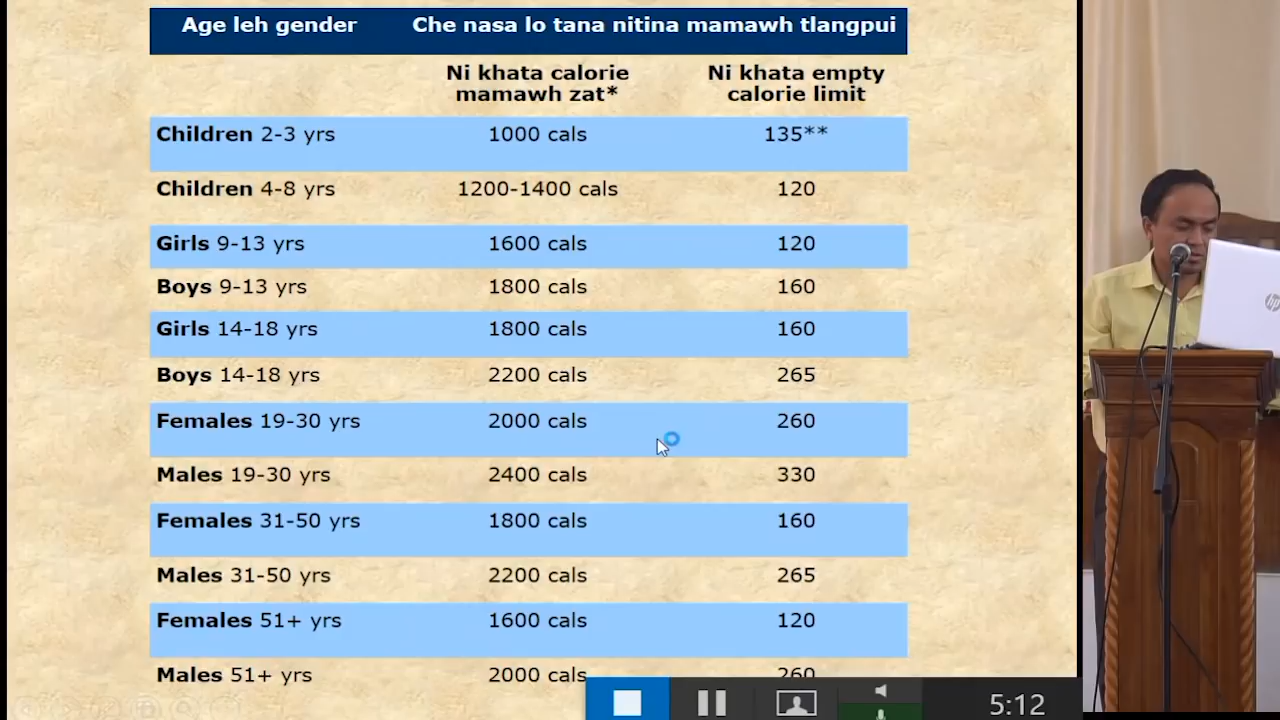 Age leh gender Che nasa lo tana nitina mamawh tlangpui
Ni khata calorie mamawh zat* Ni khata empty calorie limit
Children 2-3 yrs 1000 cals 135**
Children 4-8 yrs 1200-1400 cals 120
Girls 9-13 yrs 1600 cals 120
Boys 9-13 yrs 1800 cals 160
Girls 14-18 yrs 1800 cals 160
Boys 14-18 yrs 2200 cals 265
Females 19-30 yrs 2000 cals 260
Males 19-30 yrs 2400 cals 330
Females 31-50 yrs 1800 cals 160
Males 31-50 yrs 2200 cals 265
Females 51+ yrs 1600 cals 120
Males 51+ yrs 2000 cals 260
5:12
hp